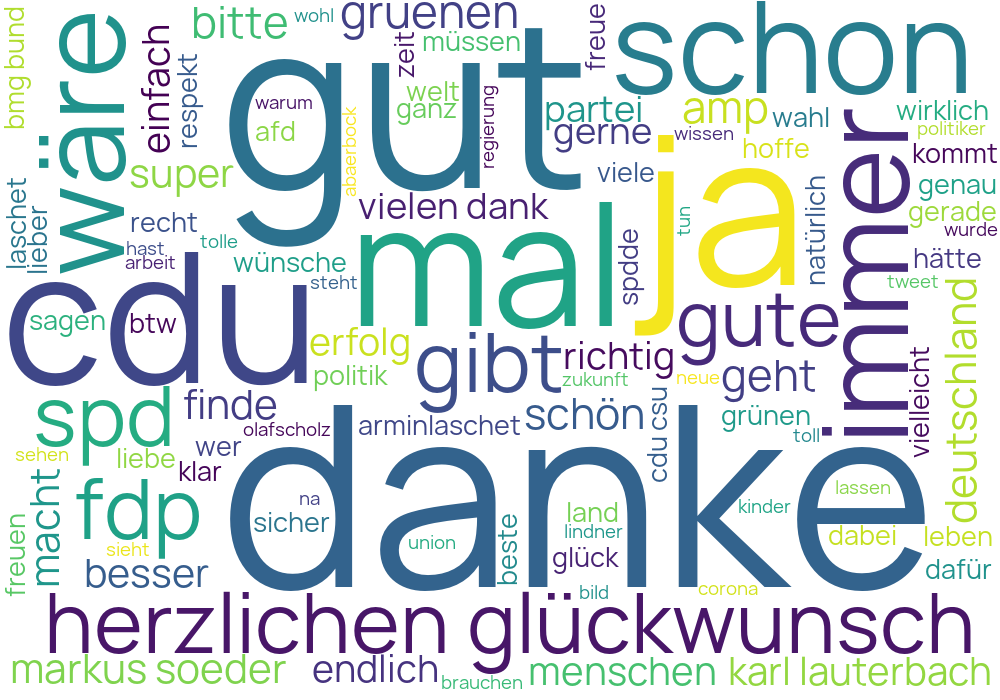 bmg bund
bitte
wohl
gruenen
zeit
müssen
freue
schon
wäre
einfach
respekt
gut
warum
afd
abaerbock
welt
ganz
regierung
partei
amp
wahl
wirklich
politiker
gerne
wissen
hoffe
kommt
super
viele
ja
immer
genau
laschet
lieber
recht
vielen dank
mal
tun
natürlich
gerade
wurde
hast
arbeit
tolle
wünsche
steht
spdde
hätte
tweet
cdu
sagen
btw
gute
deutschland
erfolg
politik
gibt
richtig
zukunft
neue
geht
vielleicht
spd
finde
olafscholz
arminlaschet
schön
cdu csu
grünen
toll
sehen
liebe
wer
klar
danke
fdp
macht
freuen
sieht
na
sicher
union
beste
land
lindner
glück
kinder
lassen
dabei
leben
besser
bild
corona
dafür
herzlichen glückwunsch
markus soeder
endlich
brauchen
menschen
karl lauterbach